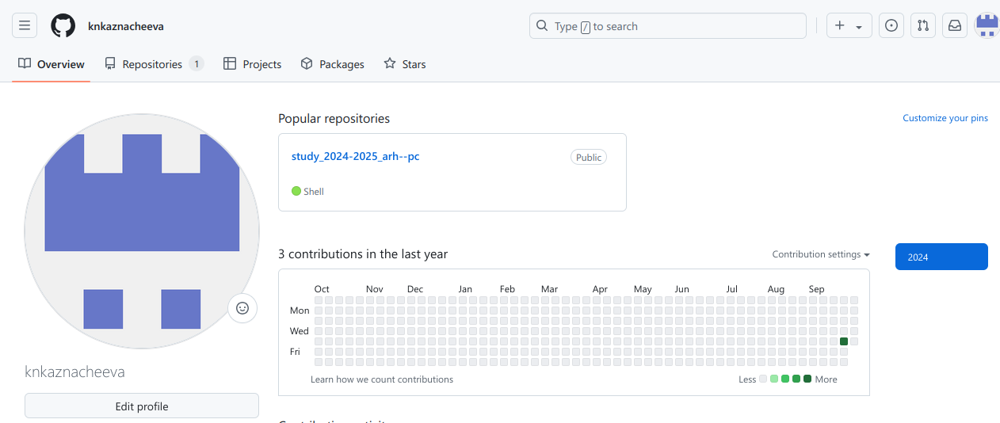 knkaznacheeva
Type / to search
Overview Repositories 1 Projects Packages Stars
Popular repositories
Customize your pins
study_2024-2025_arh--pc Public
Shell
3 contributions in the last year
Contribution settings
2024
Oct Nov Dec Jan Feb Mar Apr May Jun Jul Aug Sep
Mon
Wed
Fri
Learn how we count contributions
Less More
knkaznacheeva
Edit profile